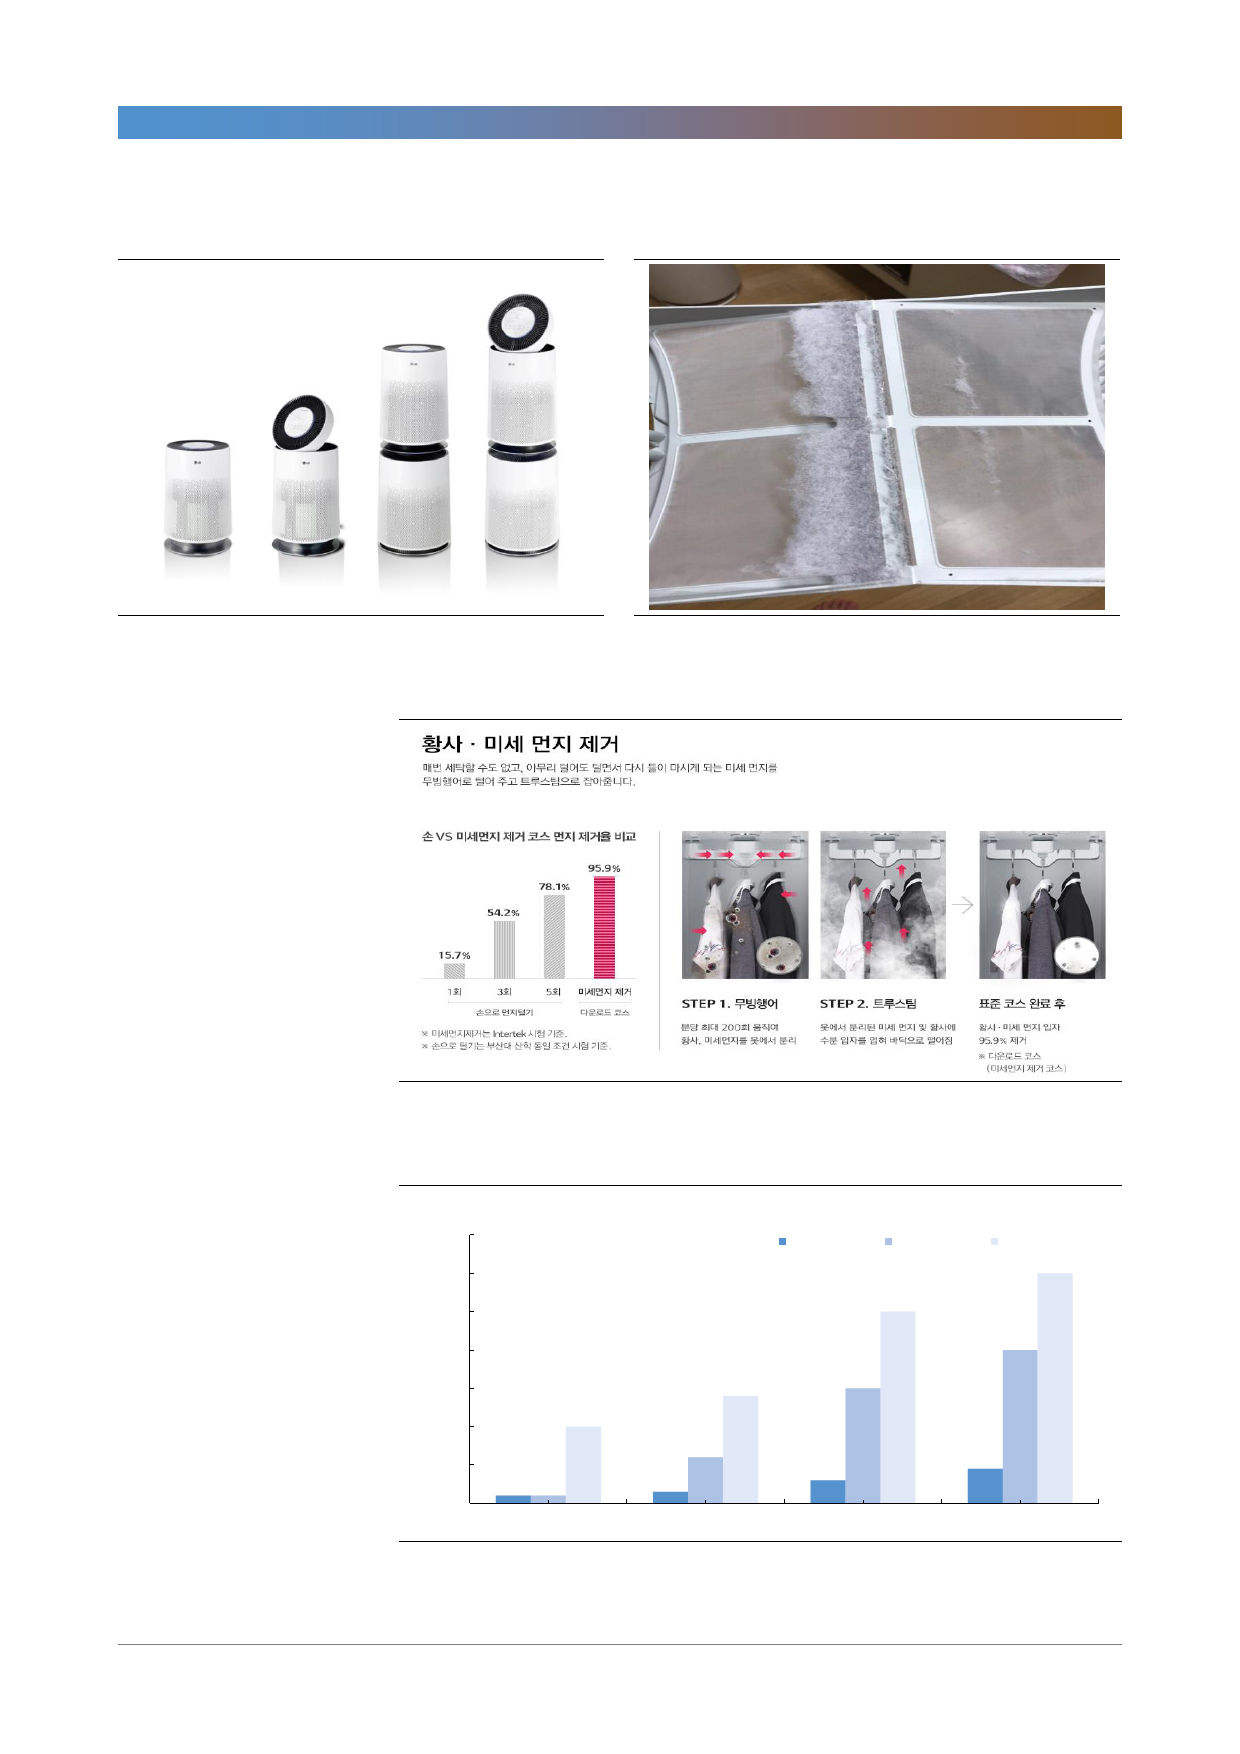 황사 · 미세 먼지 제거
매번 세탁할 수도 없고, 아무리 털어도 털면서 다시 들이 마시게 되는 미세 먼지를
무빙행어로 털어 주고 트루스팀으로 잡아줍니다.
손 VS 미세먼지 제거 코스 먼지 제거율 비교
95.9%
78.1%
54.2%
15.7%
1회 3회 5회 미세먼지 제거
손으로 먼지털기 다운로드 코스
※ 미세먼지제거는 Intertek 시험 기준.
※ 손으로 털기는 부산대 산학 동일 조건 시험 기준.
STEP 1. 무빙행어
분당 최대 200회 움직여
황사, 미세먼지를 옷에서 분리
STEP 2. 트루스팀
옷에서 분리된 미세 먼지 및 황사에
수분 입자를 입혀 바닥으로 떨어짐
표준 코스 완료 후
황사 · 미세 먼지 입자
95.9% 제거
※ 다운로드 코스
(미세먼지 제거 코스)